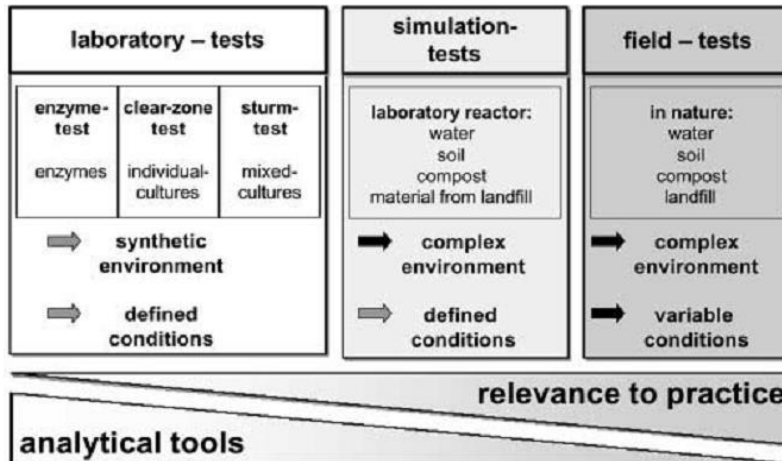 laboratory – tests
enzyme-
test
enzymes
clear-zone
test
individual-
cultures
sturm-
test
mixed-
cultures
synthetic
environment
defined
conditions
simulation-
tests
laboratory reactor:
water
soil
compost
material from landfill
complex
environment
defined
conditions
field – tests
in nature:
water
soil
compost
landfill
complex
environment
variable
conditions
relevance to practice
analytical tools